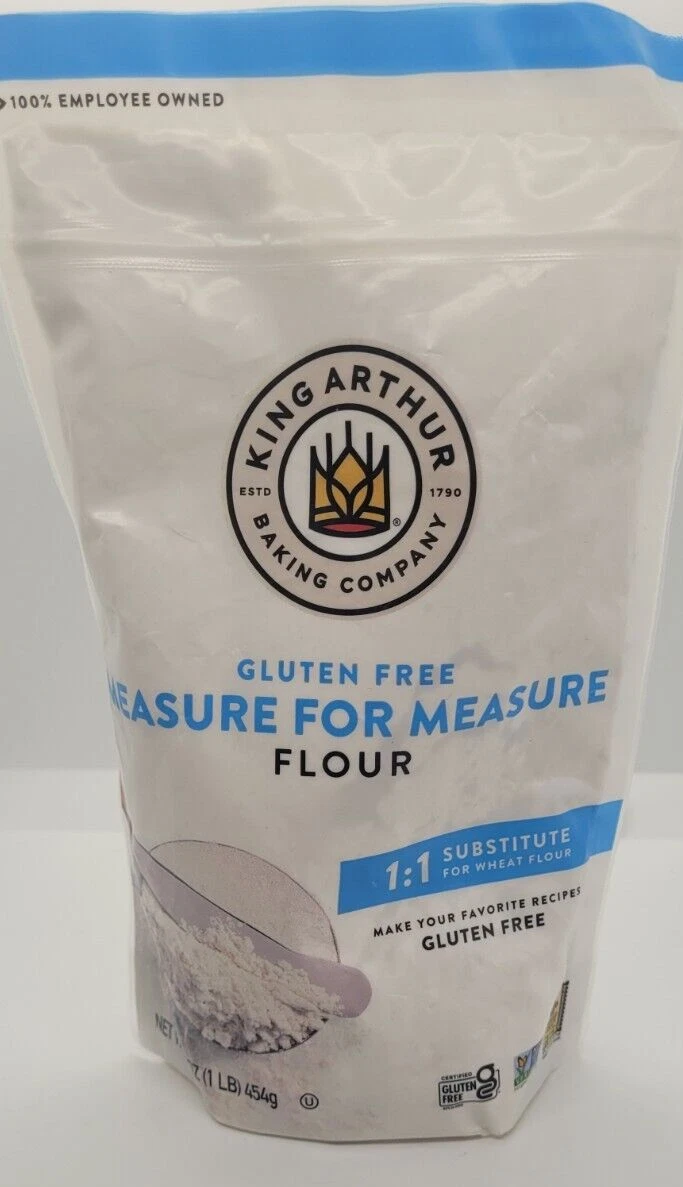 100% EMPLOYEE OWNED
KING ARTHUR
ESTD 1790
BAKING COMPANY
®
GLUTEN FREE
MEASURE FOR MEASURE
FLOUR
1:1 SUBSTITUTE
FOR WHEAT FLOUR
MAKE YOUR FAVORITE RECIPES
GLUTEN FREE
CERTIFIED
GLUTEN
FREE
NET (1 LB) 454g
U